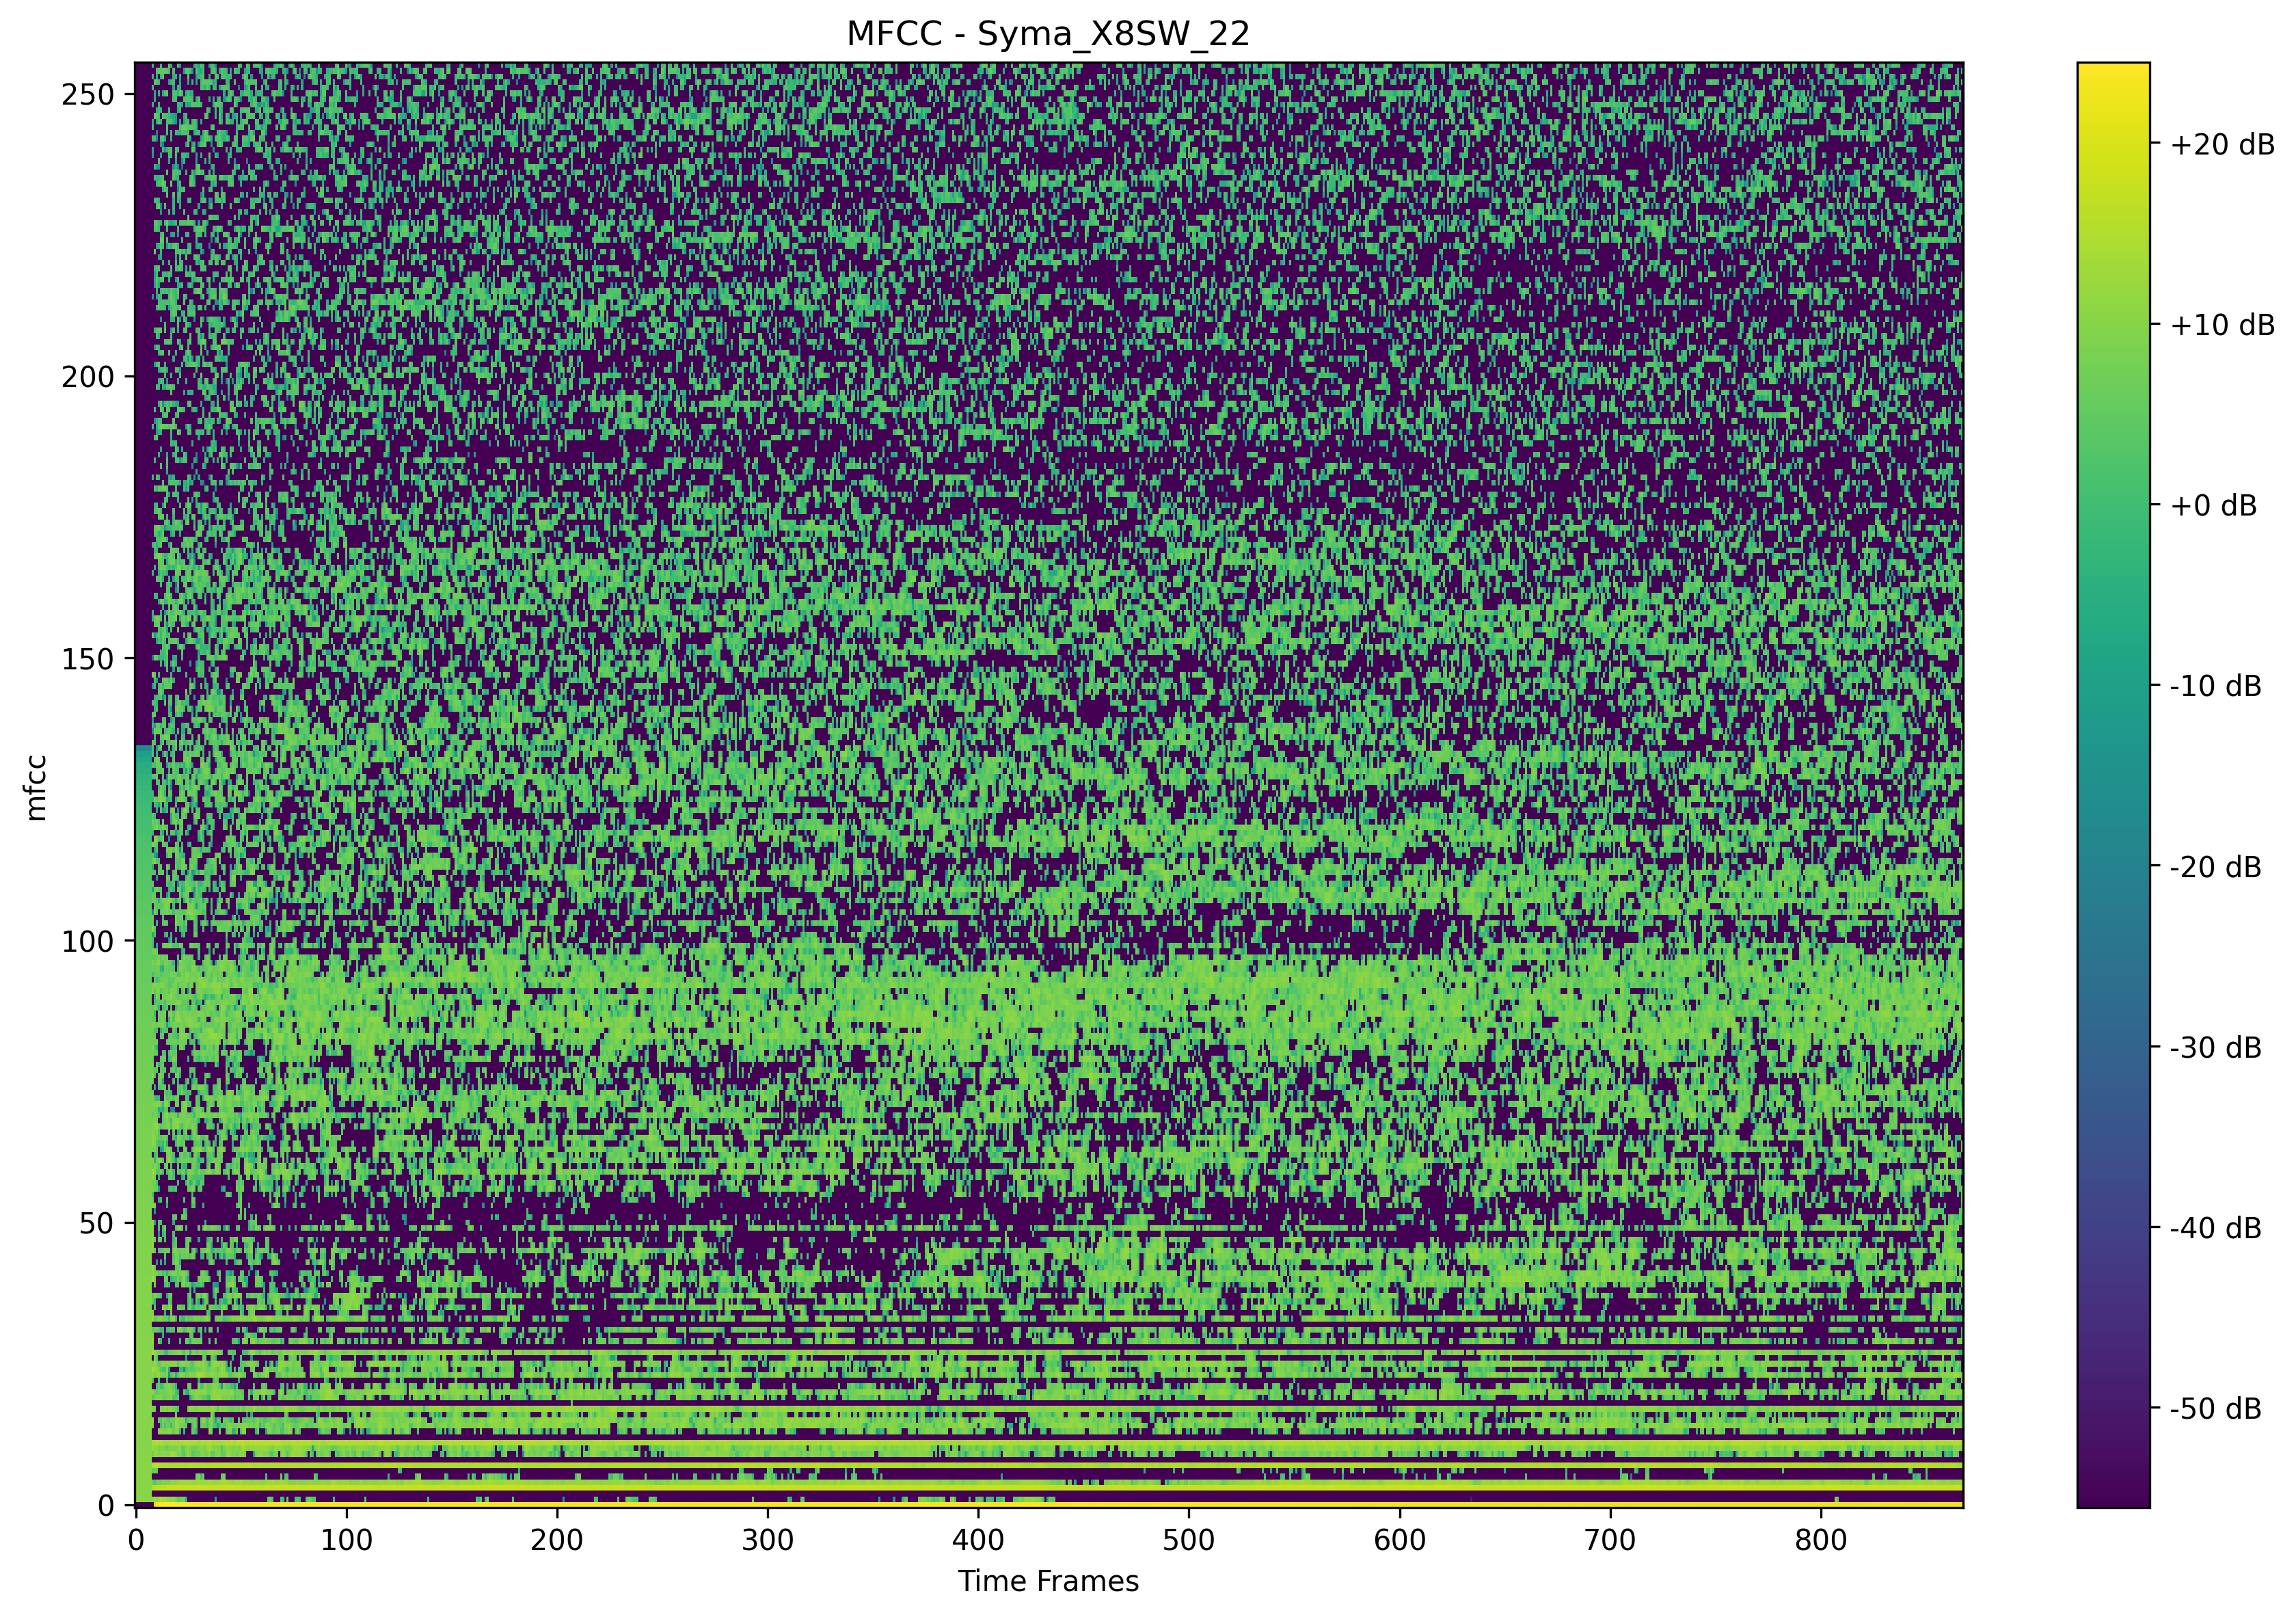 MFCC - Syma_X8SW_22
250
200
150
100
50
0
mfcc
0 100 200 300 400 500 600 700 800
Time Frames
+20 dB
+10 dB
+0 dB
-10 dB
-20 dB
-30 dB
-40 dB
-50 dB